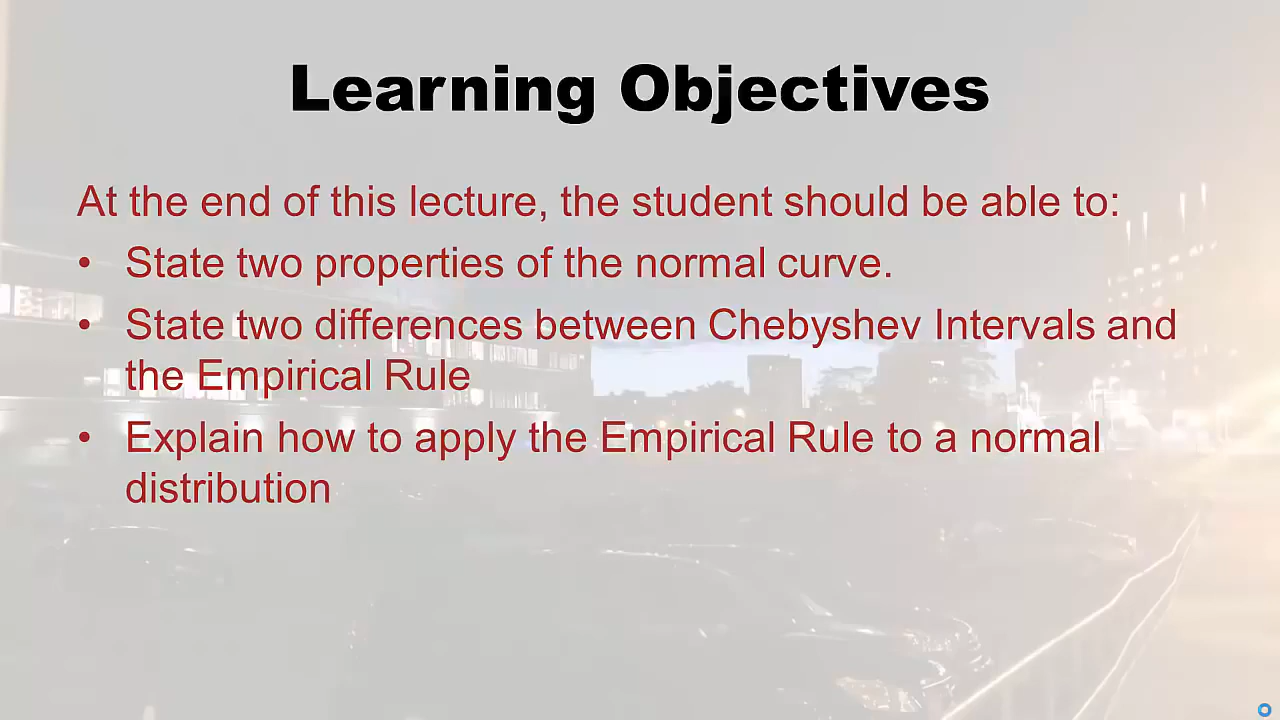 Learning Objectives
At the end of this lecture, the student should be able to:
• State two properties of the normal curve.
• State two differences between Chebyshev Intervals and
the Empirical Rule
• Explain how to apply the Empirical Rule to a normal
distribution